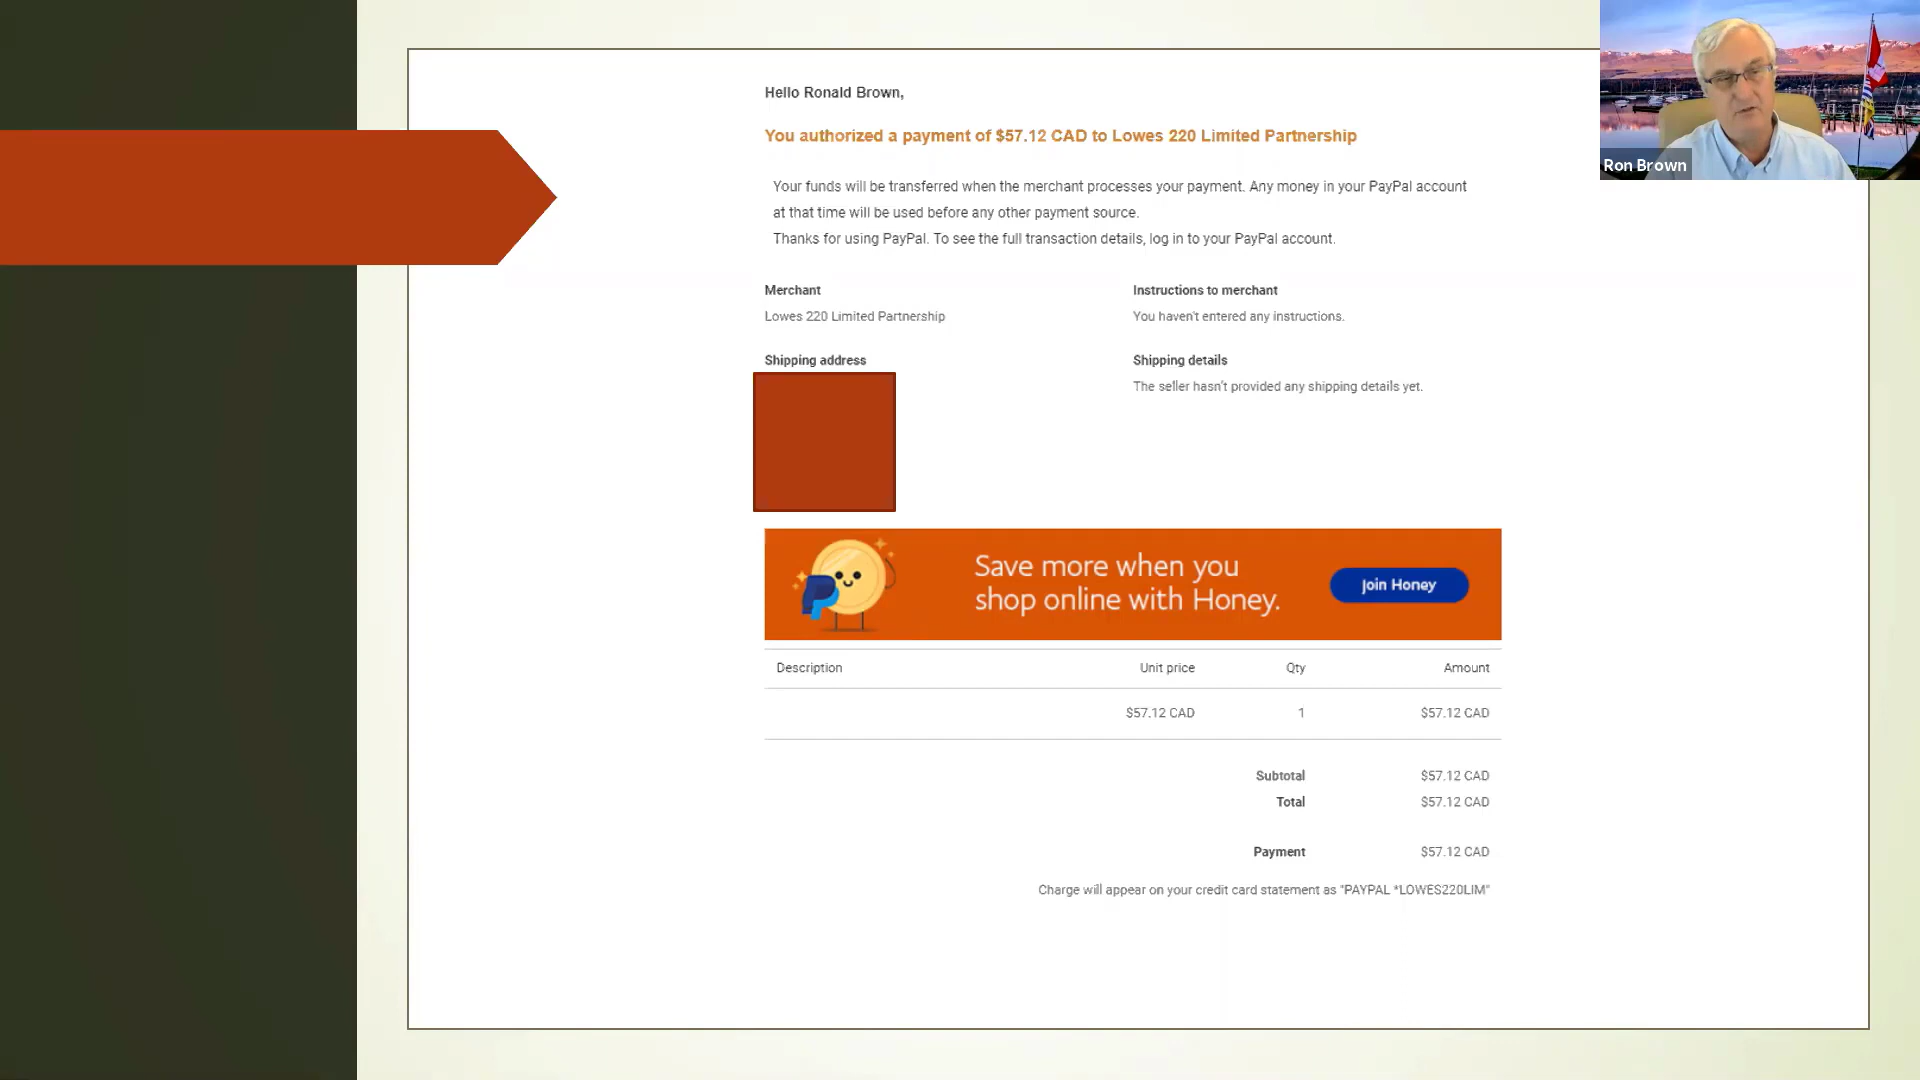 Hello Ronald Brown,
You authorized a payment of $57.12 CAD to Lowes 220 Limited Partnership
Your funds will be transferred when the merchant processes your payment. Any money in your PayPal account
at that time will be used before any other payment source.
Thanks for using PayPal. To see the full transaction details, log in to your PayPal account.
Merchant
Lowes 220 Limited Partnership
Instructions to merchant
You haven't entered any instructions.
Shipping address
Shipping details
The seller hasn't provided any shipping details yet.
Save more when you
shop online with Honey.
Join Honey
Description Unit price Qty Amount
$57.12 CAD 1 $57.12 CAD
Subtotal $57.12 CAD
Total $57.12 CAD
Payment $57.12 CAD
Charge will appear on your credit card statement as "PAYPAL *LOWES220LIM"
Ron Brown